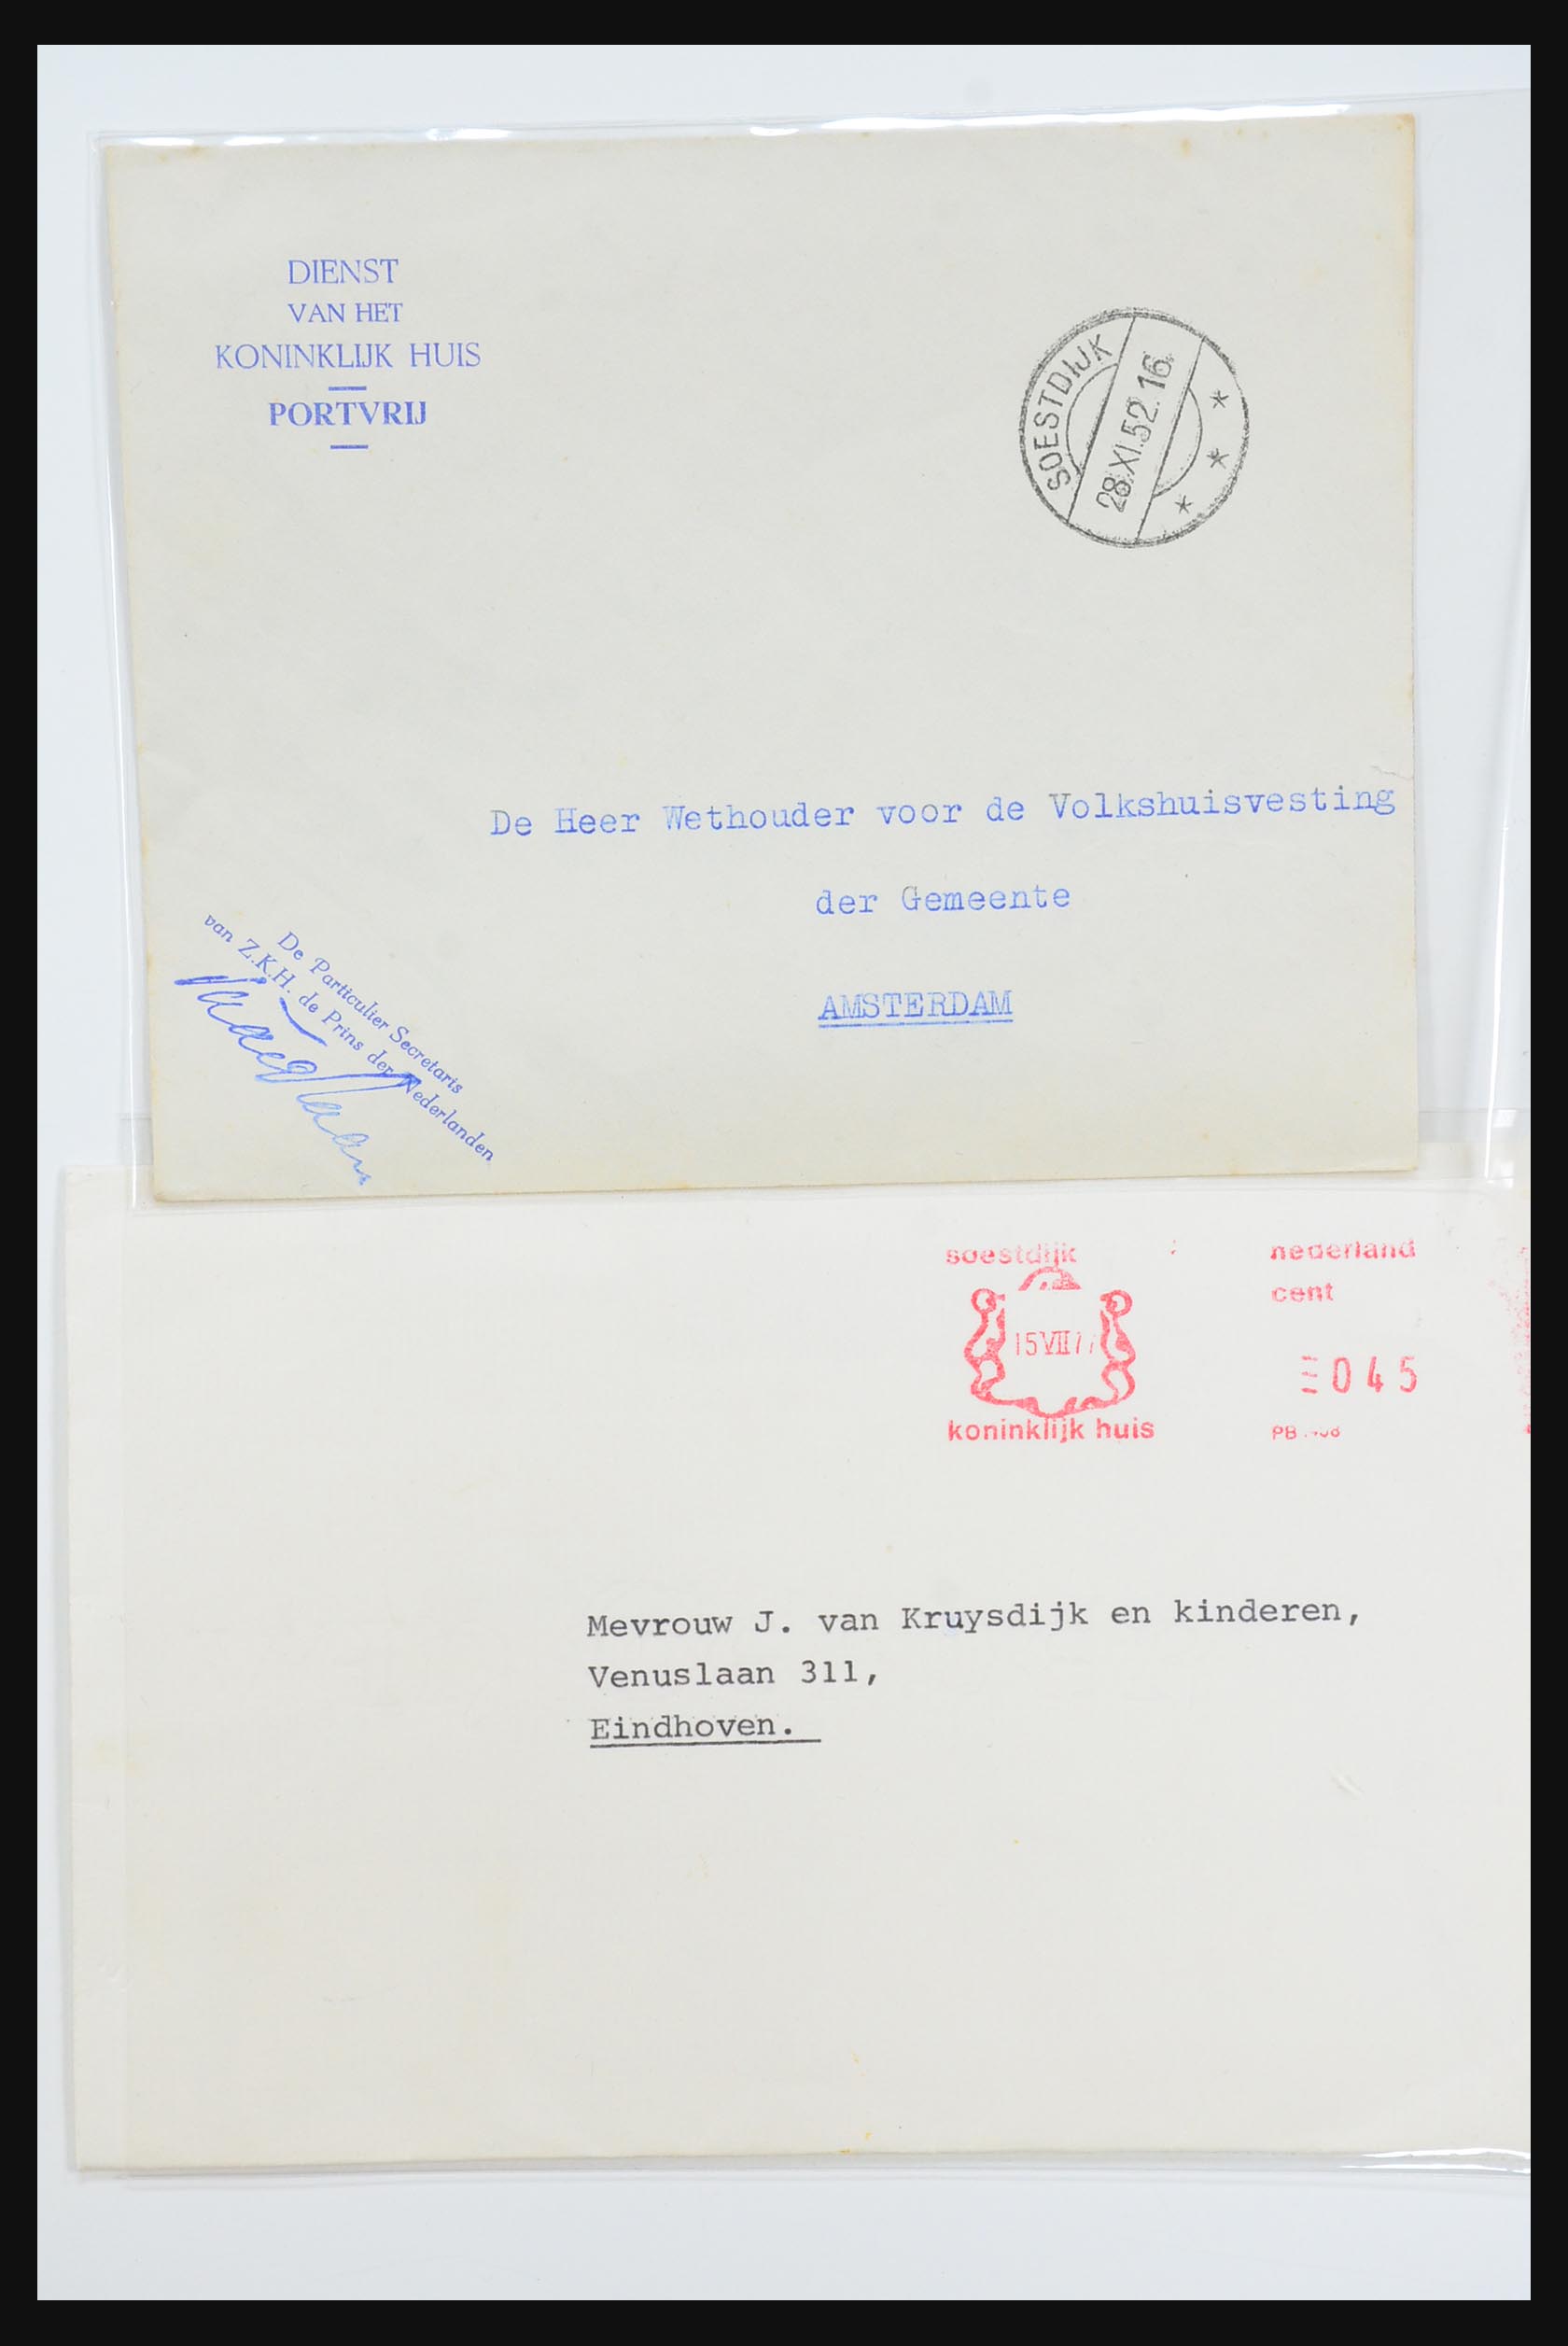 DIENST
VAN HET
KONINKLIJK HUIS
PORTVRIJ
SOESTDIJK
28.XI.52.16.
De Heer Wethouder voor de Volkshuisvesting
der Gemeente
AMSTERDAM
De Particulier Secretaris
van Z.K.H. de Prins der Nederlanden
soestdijk
nederland
cent
15 VII 77
045
koninklijk huis
PB
Mevrouw J. van Kruysdijk en kinderen,
Venuslaan 311,
Eindhoven.